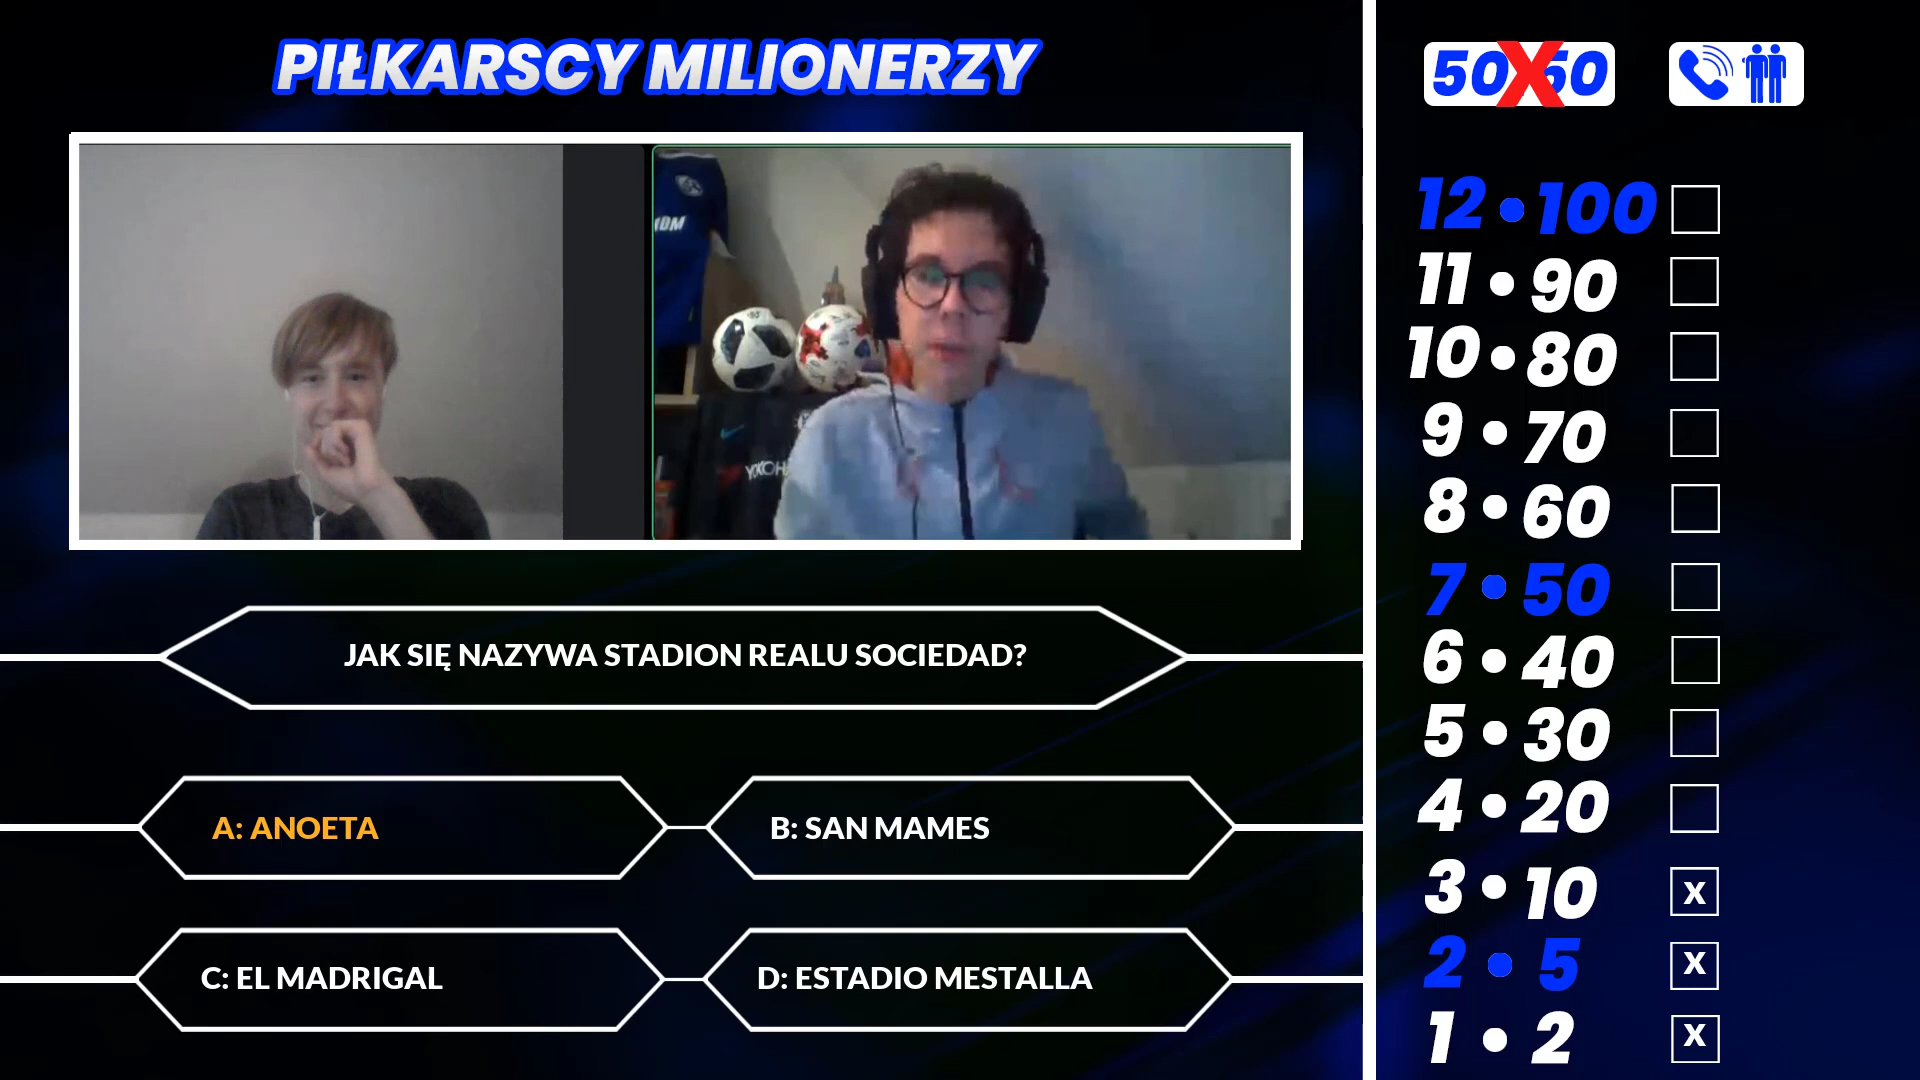 PIŁKARSCY MILIONERZY
50 50
X
KOM
YOKOH
JAK SIĘ NAZYWA STADION REALU SOCIEDAD?
A: ANOETA
B: SAN MAMES
C: EL MADRIGAL
D: ESTADIO MESTALLA
12 • 100
11 • 90
10 • 80
9 • 70
8 • 60
7 • 50
6 • 40
5 • 30
4 • 20
3 • 10 X
2 • 5 X
1 • 2 X